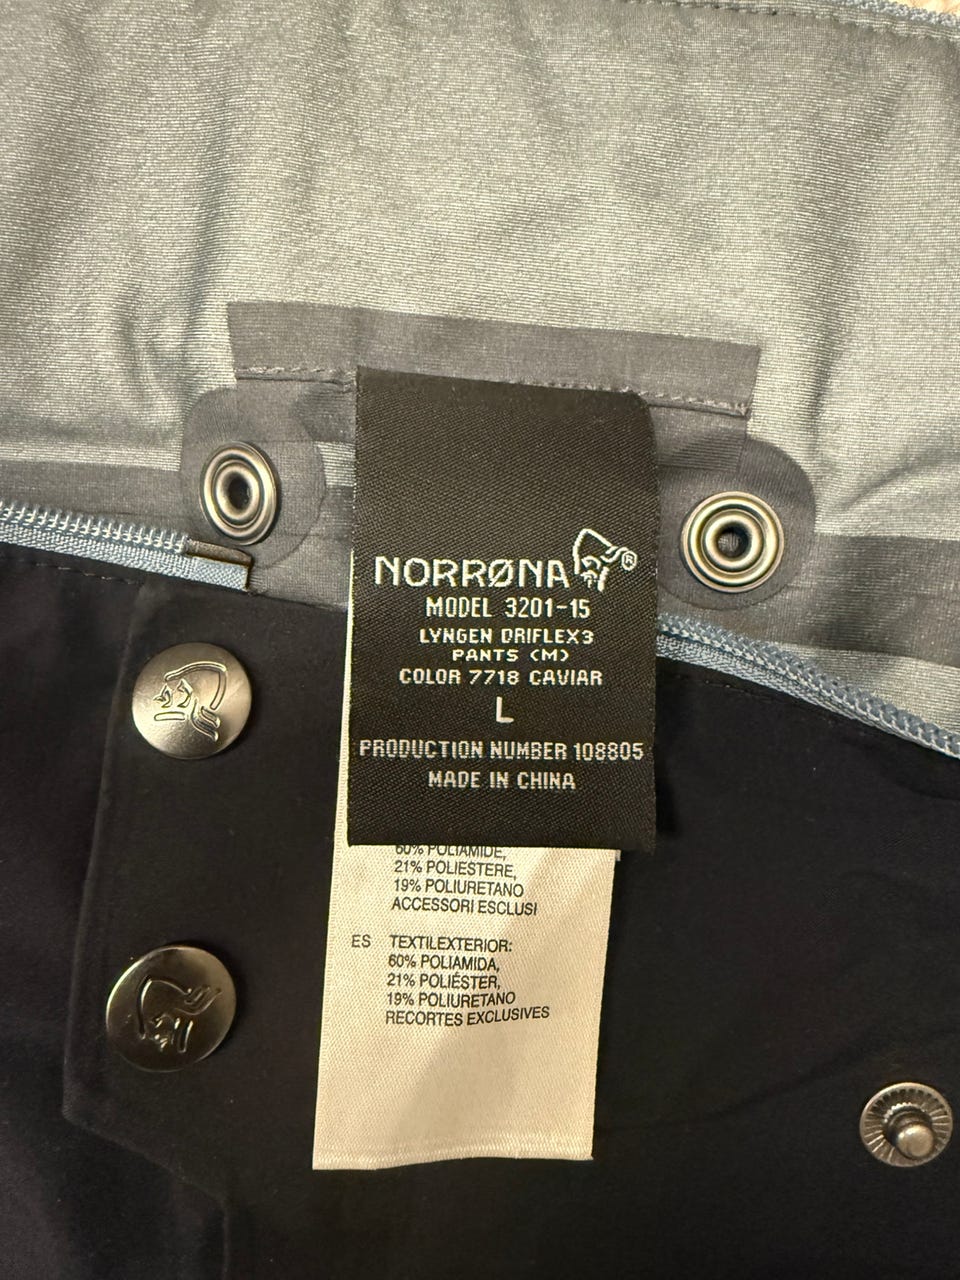 NORRØNA®
MODEL 3201-15
LYNGEN DRIFLEX3
PANTS (M)
COLOR 7718 CAVIAR
L
PRODUCTION NUMBER 108805
MADE IN CHINA
60% POLIAMIDE,
21% POLIESTERE,
19% POLIURETANO
ACCESSORI ESCLUSI
ES TEXTILEXTERIOR:
60% POLIAMIDA,
21% POLIÉSTER,
19% POLIURETANO
RECORTES EXCLUSIVES